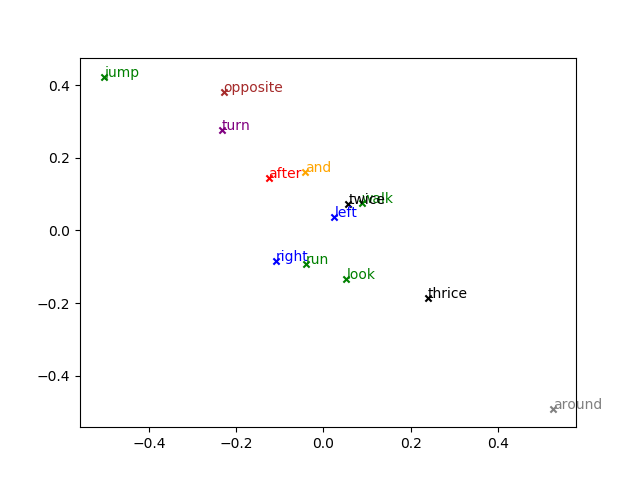 jump
opposite
turn
after
and
twice
walk
left
right
run
look
thrice
around
0.4
0.2
0.0
−0.2
−0.4
−0.4 −0.2 0.0 0.2 0.4